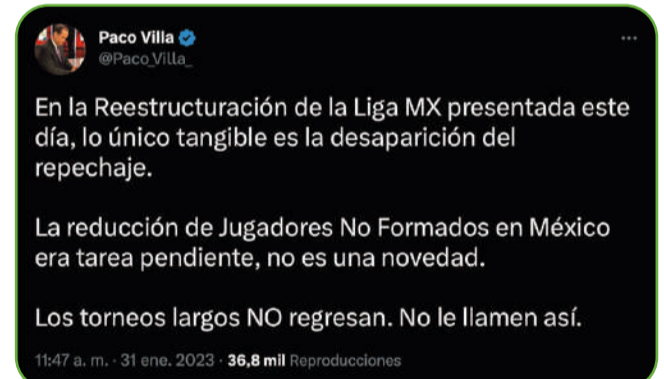 Paco Villa
@Paco_Villa_
En la Reestructuración de la Liga MX presentada este
día, lo único tangible es la desaparición del
repechaje.
La reducción de Jugadores No Formados en México
era tarea pendiente, no es una novedad.
Los torneos largos NO regresan. No le llamen así.
11:47 a. m. · 31 ene. 2023 · 36,8 mil Reproducciones